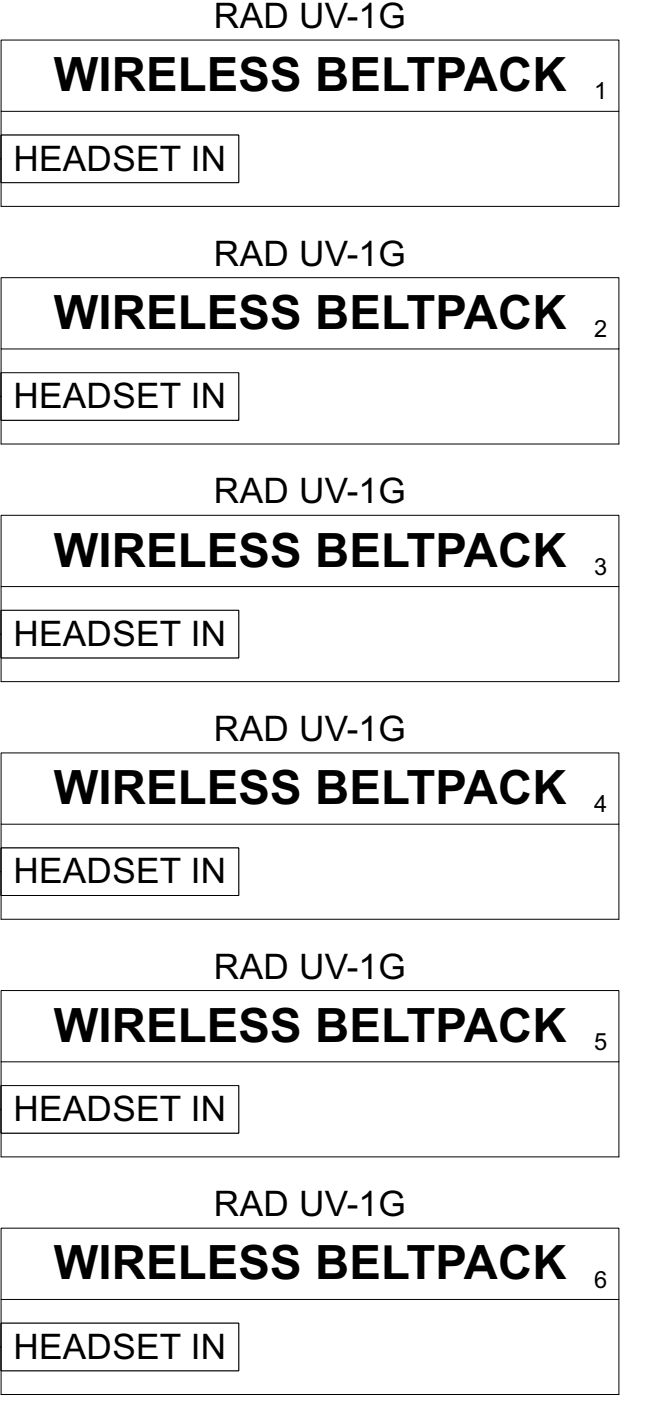 RAD UV-1G
WIRELESS BELTPACK 1
HEADSET IN
RAD UV-1G
WIRELESS BELTPACK 2
HEADSET IN
RAD UV-1G
WIRELESS BELTPACK 3
HEADSET IN
RAD UV-1G
WIRELESS BELTPACK 4
HEADSET IN
RAD UV-1G
WIRELESS BELTPACK 5
HEADSET IN
RAD UV-1G
WIRELESS BELTPACK 6
HEADSET IN